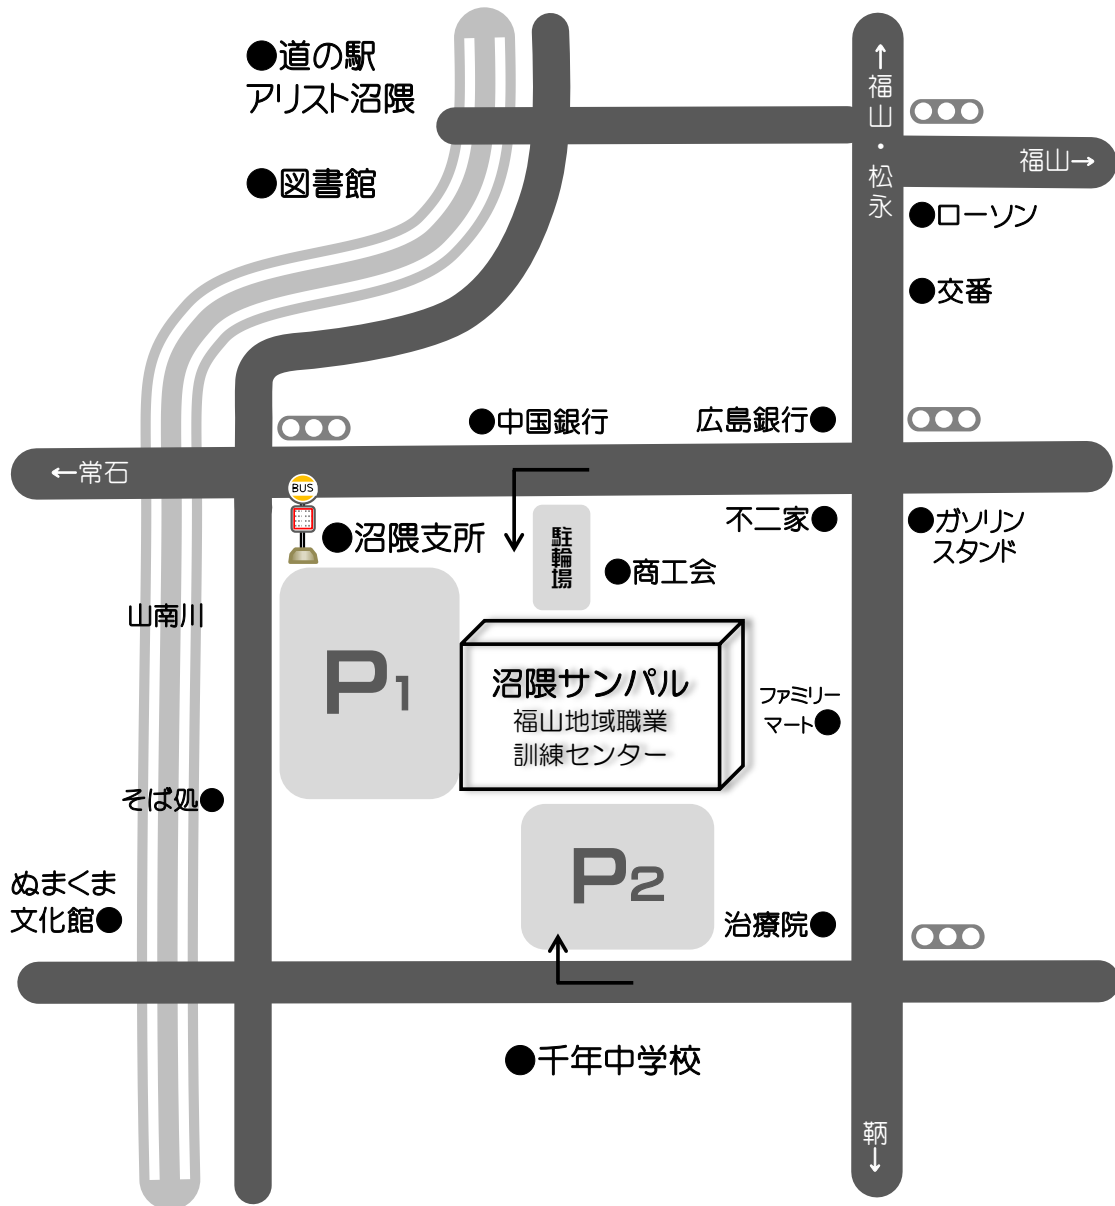 ●道の駅
アリスト沼隈
●図書館
↑福山・松永
福山→
●ローソン
●交番
●中国銀行
広島銀行●
←常石
BUS
●沼隈支所
駐輪場
●商工会
不二家●
●ガソリン
スタンド
山南川
P1
沼隈サンパル
福山地域職業
訓練センター
ファミリー
マート●
そば処●
P2
ぬまくま
文化館●
治療院●
●千年中学校
鞆↓